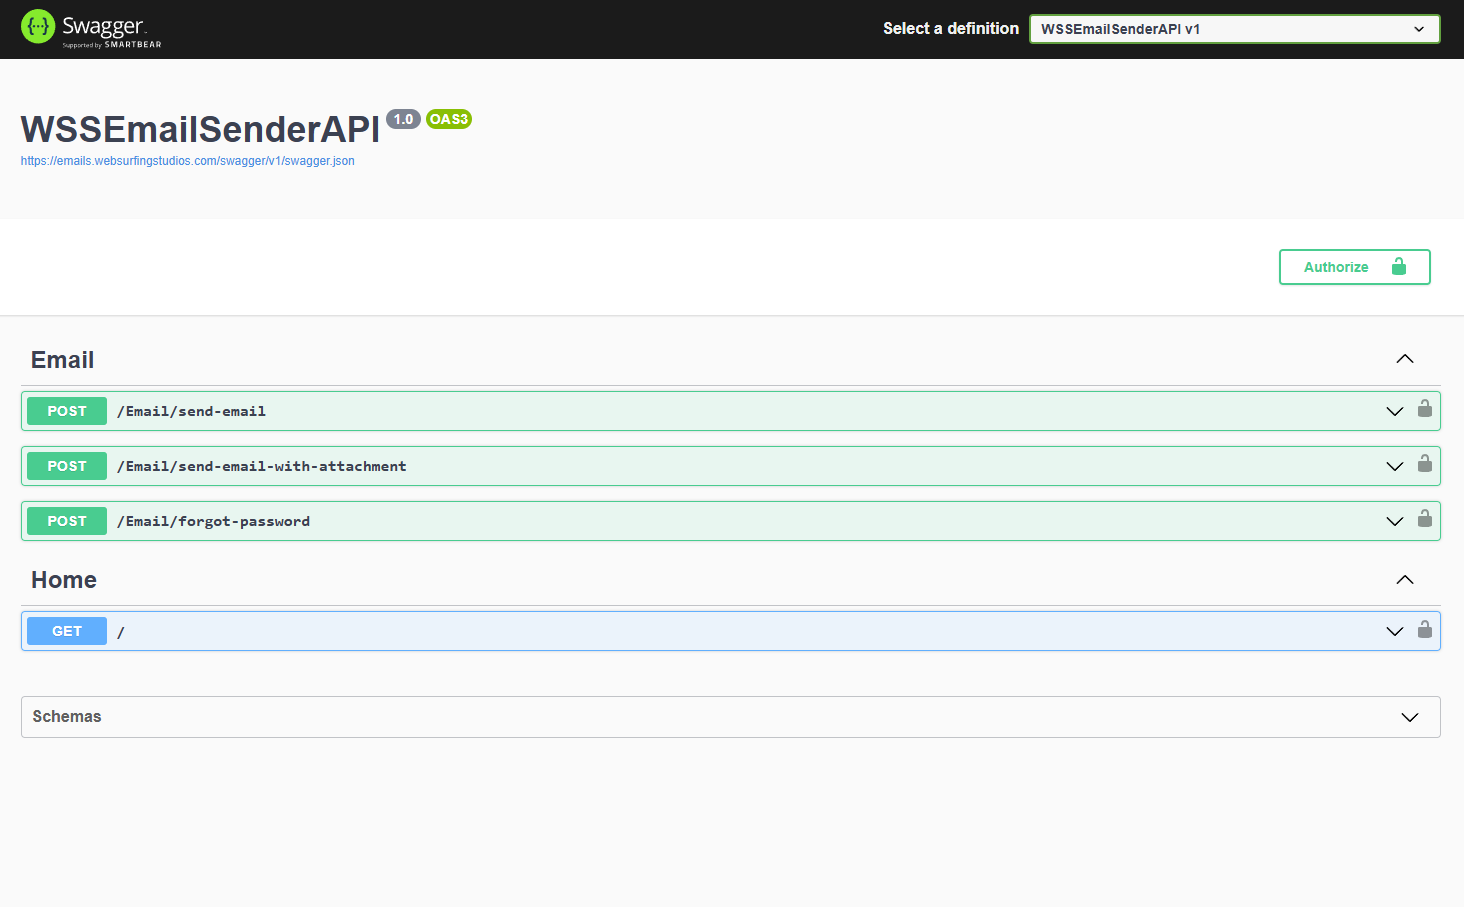 Swagger
Supported by SMARTBEAR
Select a definition
WSSEmailSenderAPI v1
WSSEmailSenderAPI 1.0 OAS3
https://emails.websurfingstudios.com/swagger/v1/swagger.json
Authorize
Email
POST /Email/send-email
POST /Email/send-email-with-attachment
POST /Email/forgot-password
Home
GET /
Schemas